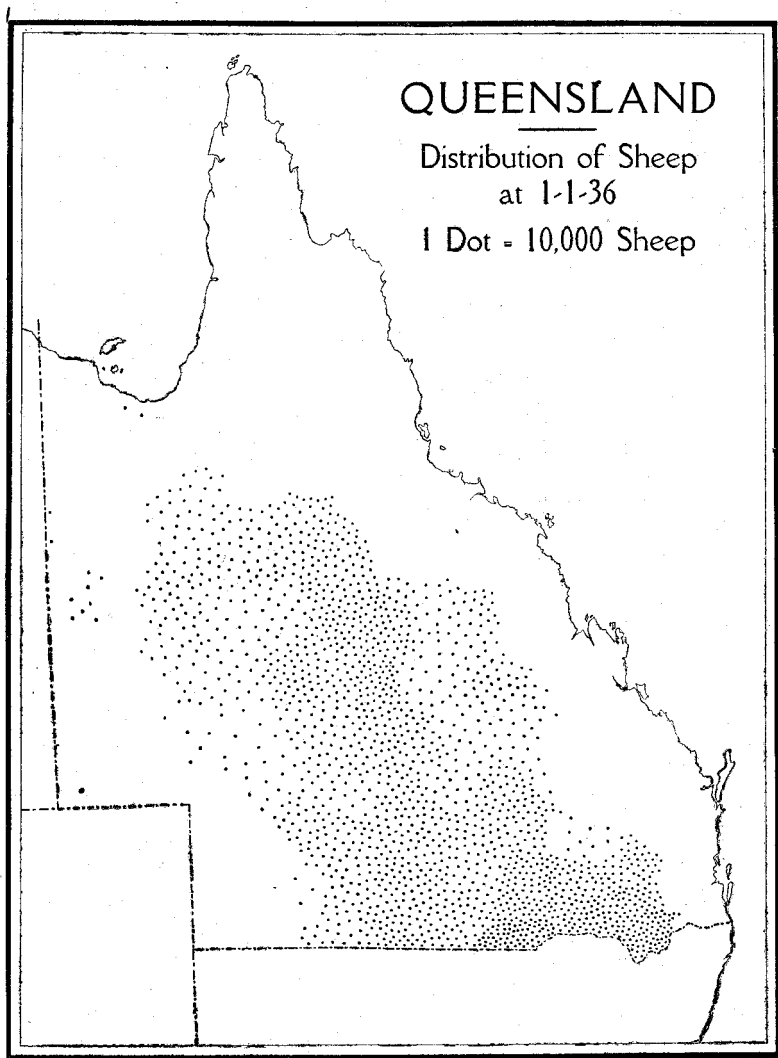 QUEENSLAND
Distribution of Sheep
at 1-1-36
1 Dot = 10,000 Sheep